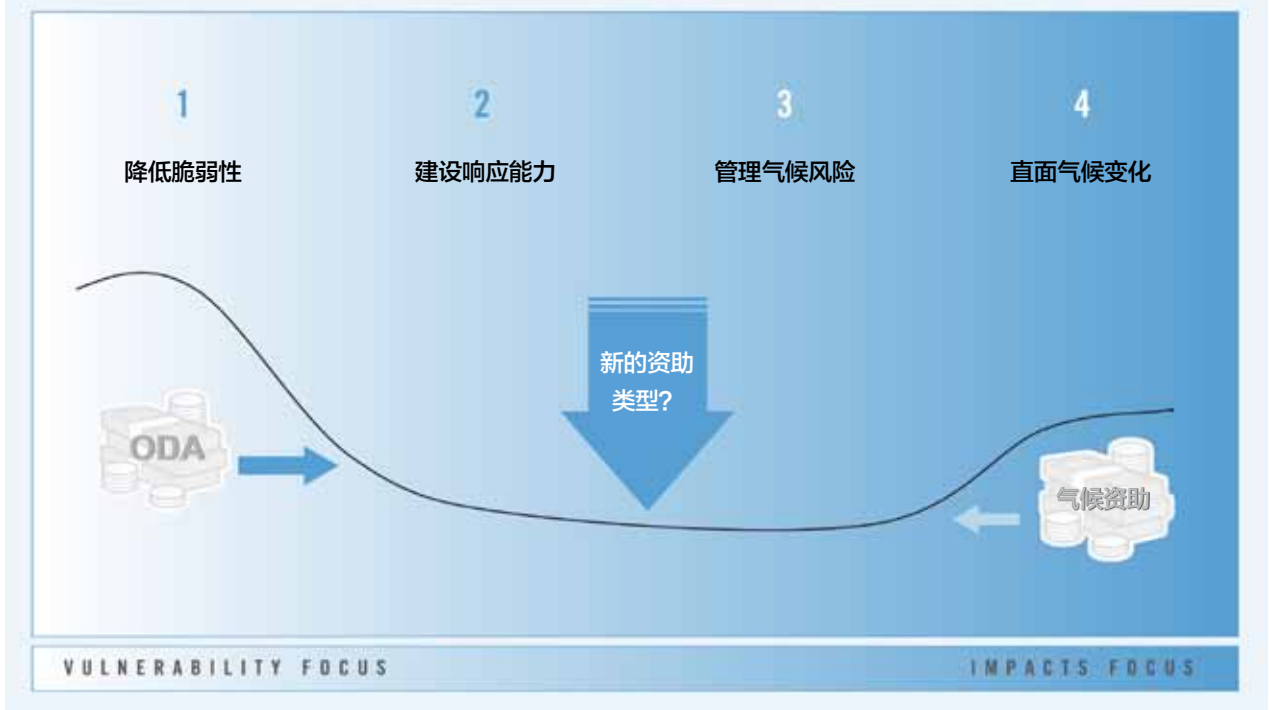 1
2
3
4
降低脆弱性
建设响应能力
管理气候风险
直面气候变化
新的资助
类型？
ODA
气候资助
VULNERABILITY FOCUS
IMPACTS FOCUS